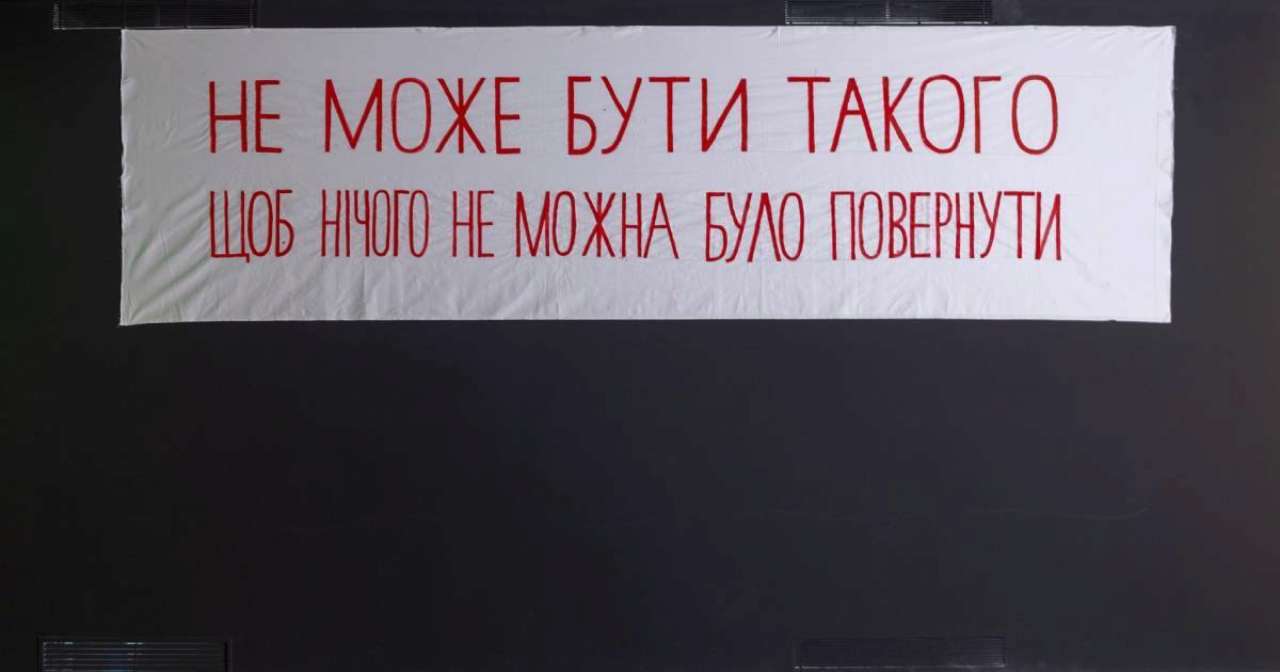 НЕ МОЖЕ БУТИ ТАКОГО
ЩОБ НІЧОГО НЕ МОЖНА БУЛО ПОВЕРНУТИ